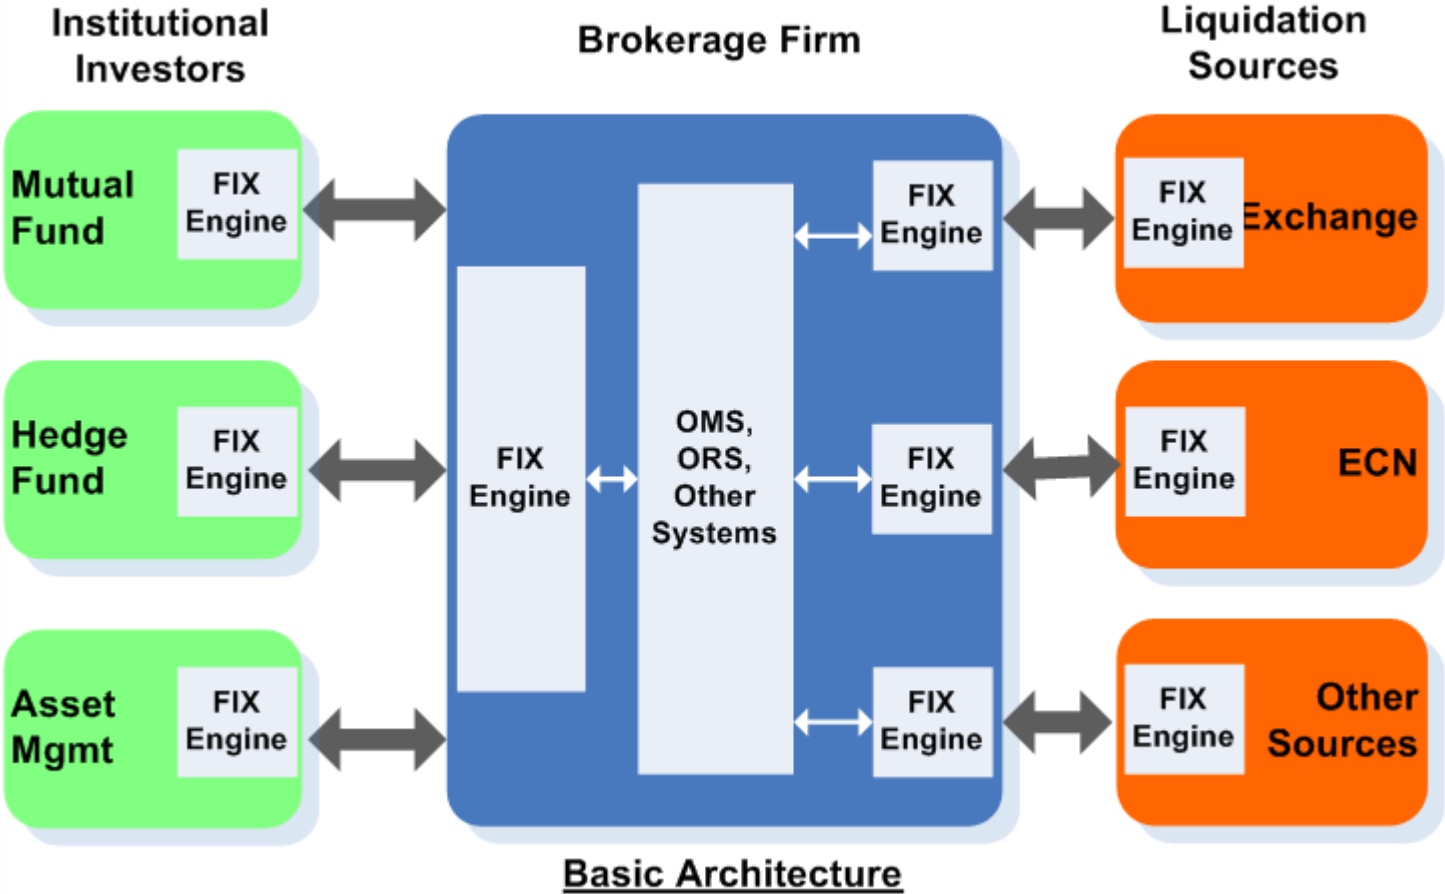 Institutional
Investors
Brokerage Firm
Liquidation
Sources
Mutual
Fund
FIX
Engine
Hedge
Fund
FIX
Engine
Asset
Mgmt
FIX
Engine
FIX
Engine
OMS,
ORS,
Other
Systems
FIX
Engine
FIX
Engine
FIX
Engine
FIX
Engine
Exchange
FIX
Engine
ECN
FIX
Engine
Other
Sources
Basic Architecture